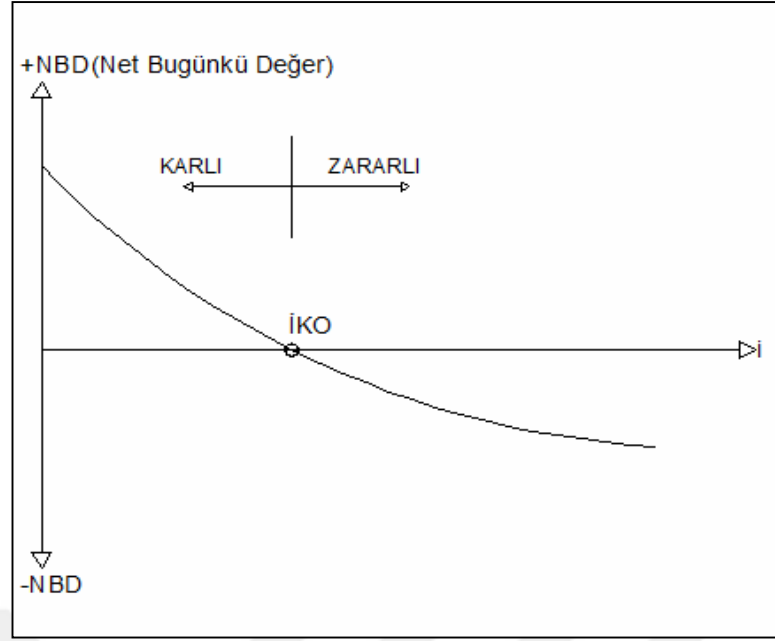 +NBD(Net Bugünkü Değer)
KARLI
ZARARLI
İKO
i
-NBD